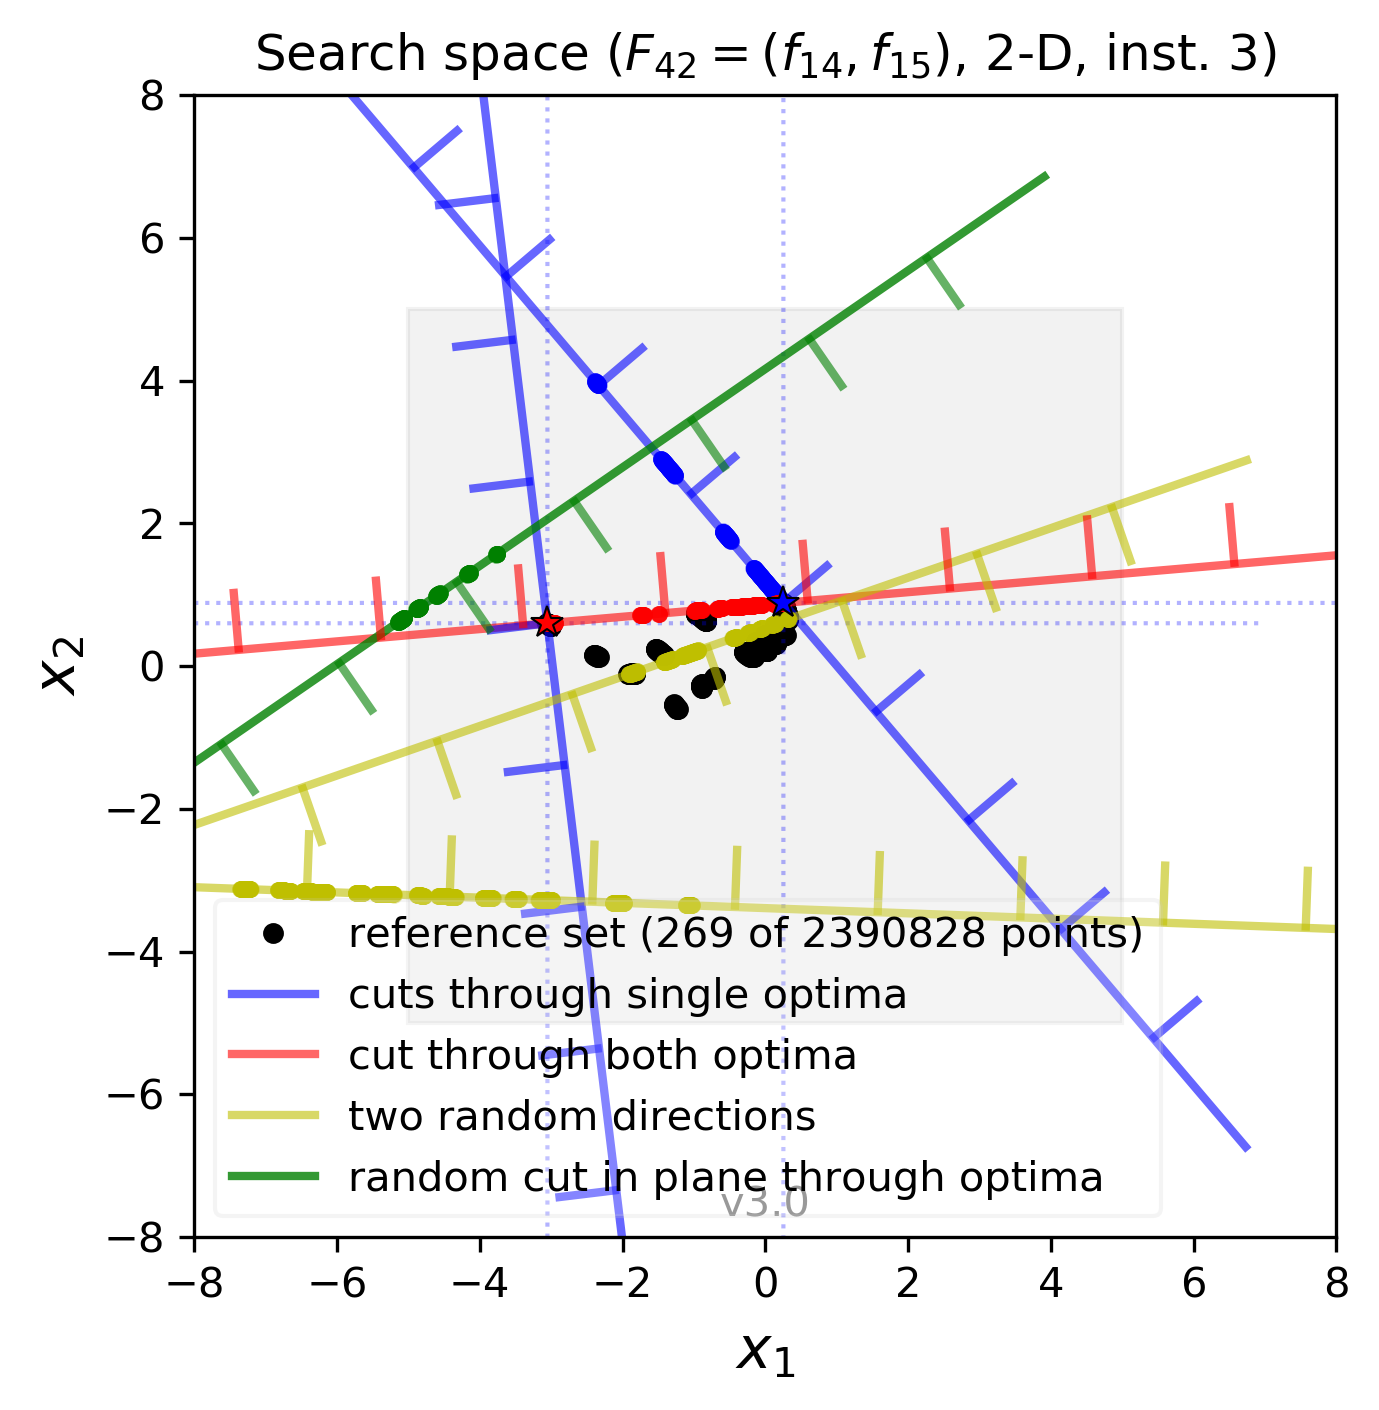 Search space (F₄₂ = (f₁₄, f₁₅), 2-D, inst. 3)
8
6
4
2
0
−2
−4
−6
−8
x₂
reference set (269 of 2390828 points)
cuts through single optima
cut through both optima
two random directions
random cut in plane through optima
v3.0
−8 −6 −4 −2 0 2 4 6 8
x₁